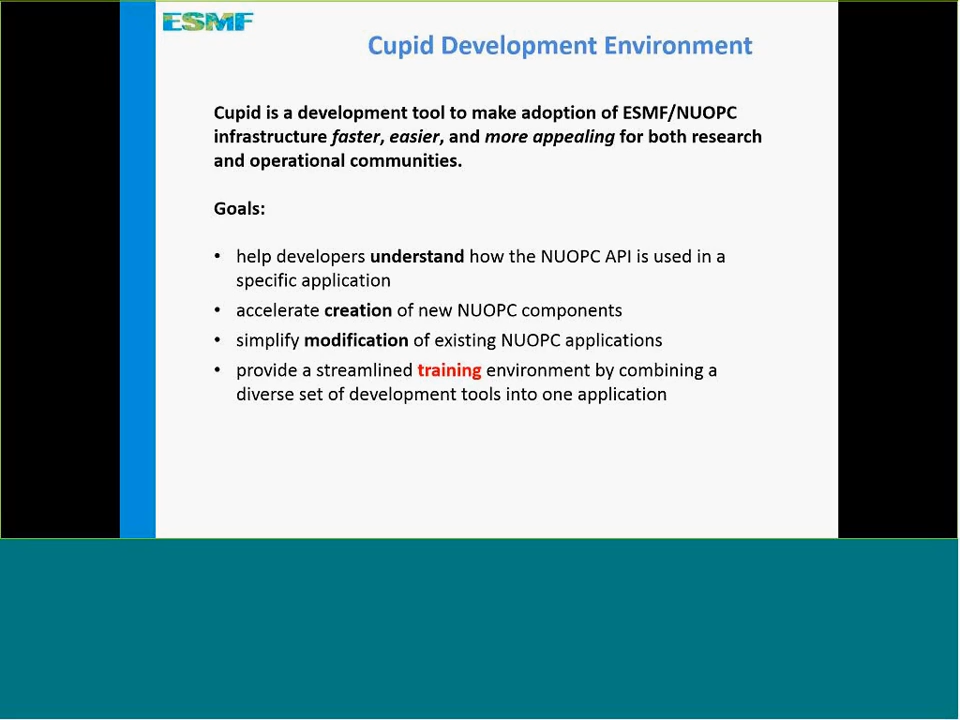 ESMF
Cupid Development Environment
Cupid is a development tool to make adoption of ESMF/NUOPC
infrastructure faster, easier, and more appealing for both research
and operational communities.
Goals:
• help developers understand how the NUOPC API is used in a
specific application
• accelerate creation of new NUOPC components
• simplify modification of existing NUOPC applications
• provide a streamlined training environment by combining a
diverse set of development tools into one application